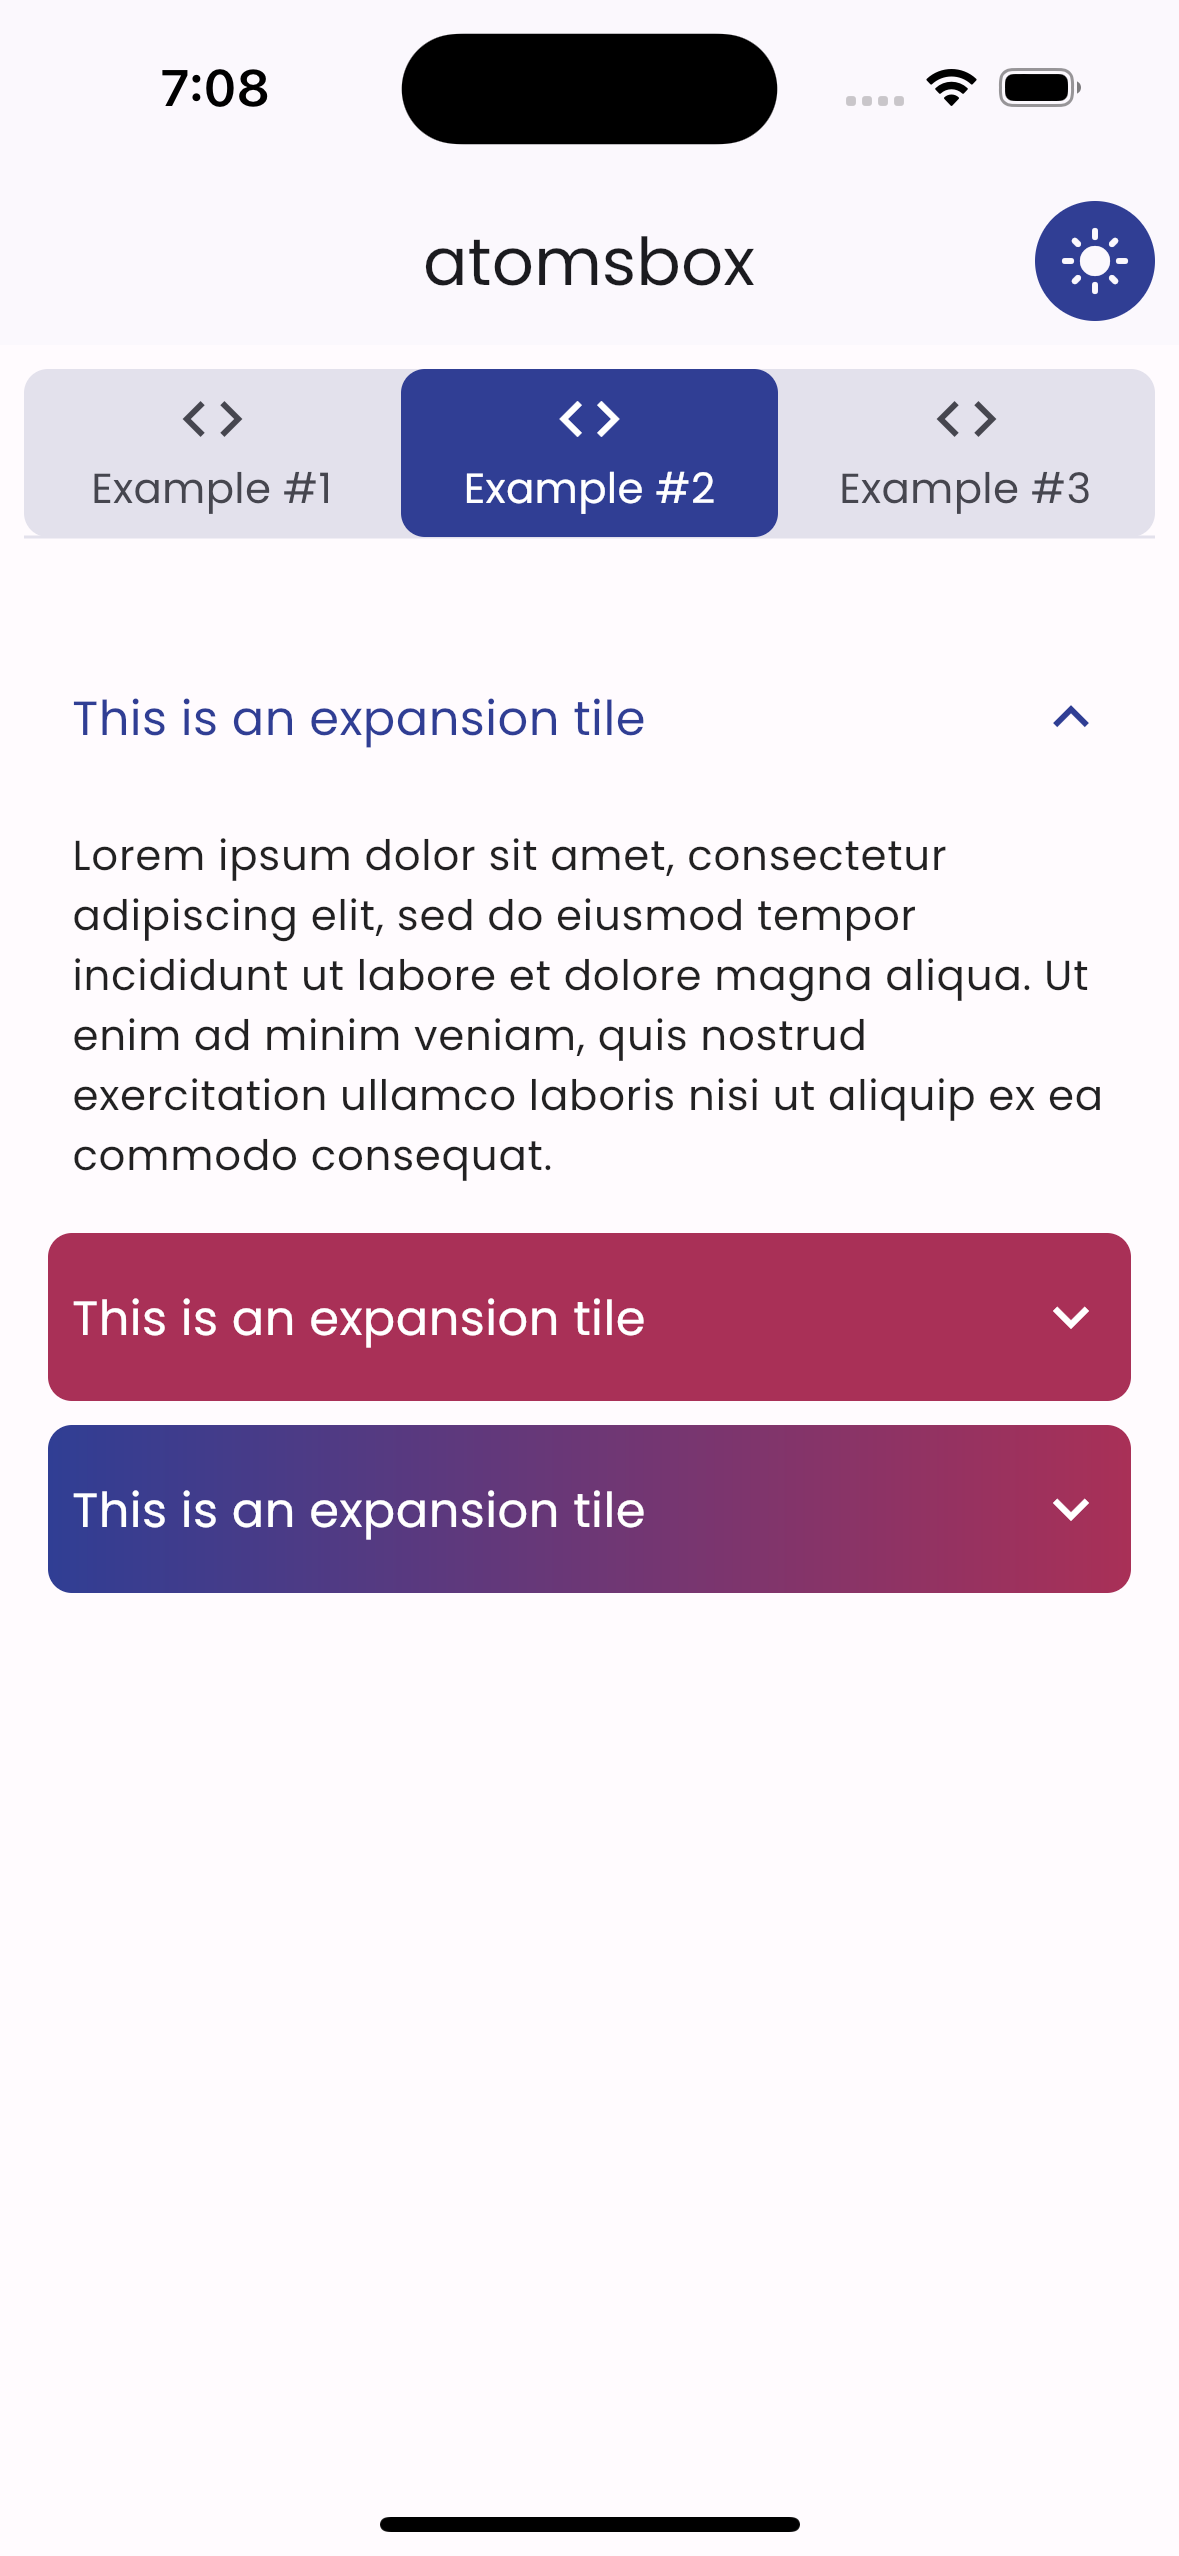 7:08
atomsbox
Example #1
Example #2
Example #3
This is an expansion tile
Lorem ipsum dolor sit amet, consectetur
adipiscing elit, sed do eiusmod tempor
incididunt ut labore et dolore magna aliqua. Ut
enim ad minim veniam, quis nostrud
exercitation ullamco laboris nisi ut aliquip ex ea
commodo consequat.
This is an expansion tile
This is an expansion tile